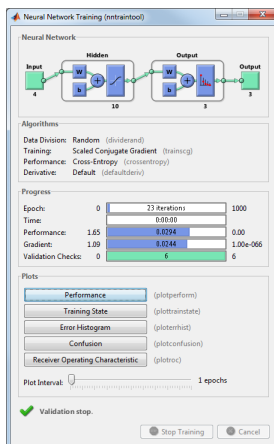 Neural Network Training (nntraintool)
Neural Network
Hidden Output
Input Output
W W
b b
4 3
10 3
Algorithms
Data Division: Random (dividerand)
Training: Scaled Conjugate Gradient (trainscg)
Performance: Cross-Entropy (crossentropy)
Derivative: Default (defaultderiv)
Progress
Epoch: 0 23 iterations 1000
Time: 0:00:00
Performance: 1.65 0.0294 0.00
Gradient: 1.09 0.0244 1.00e-066
Validation Checks: 0 6 6
Plots
Performance (plotperform)
Training State (plottrainstate)
Error Histogram (ploterrhist)
Confusion (plotconfusion)
Receiver Operating Characteristic (plotroc)
Plot Interval: 1 epochs
Validation stop.
Stop Training Cancel